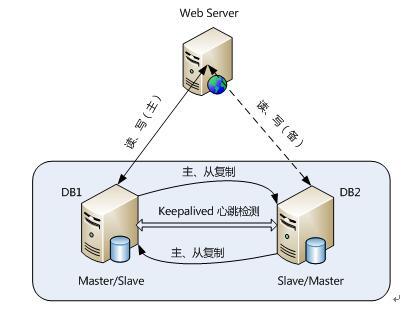 Web Server
读、写（主）
读、写（备）
主、从复制
DB1
DB2
Keepalived 心跳检测
主、从复制
Master/Slave
Slave/Master